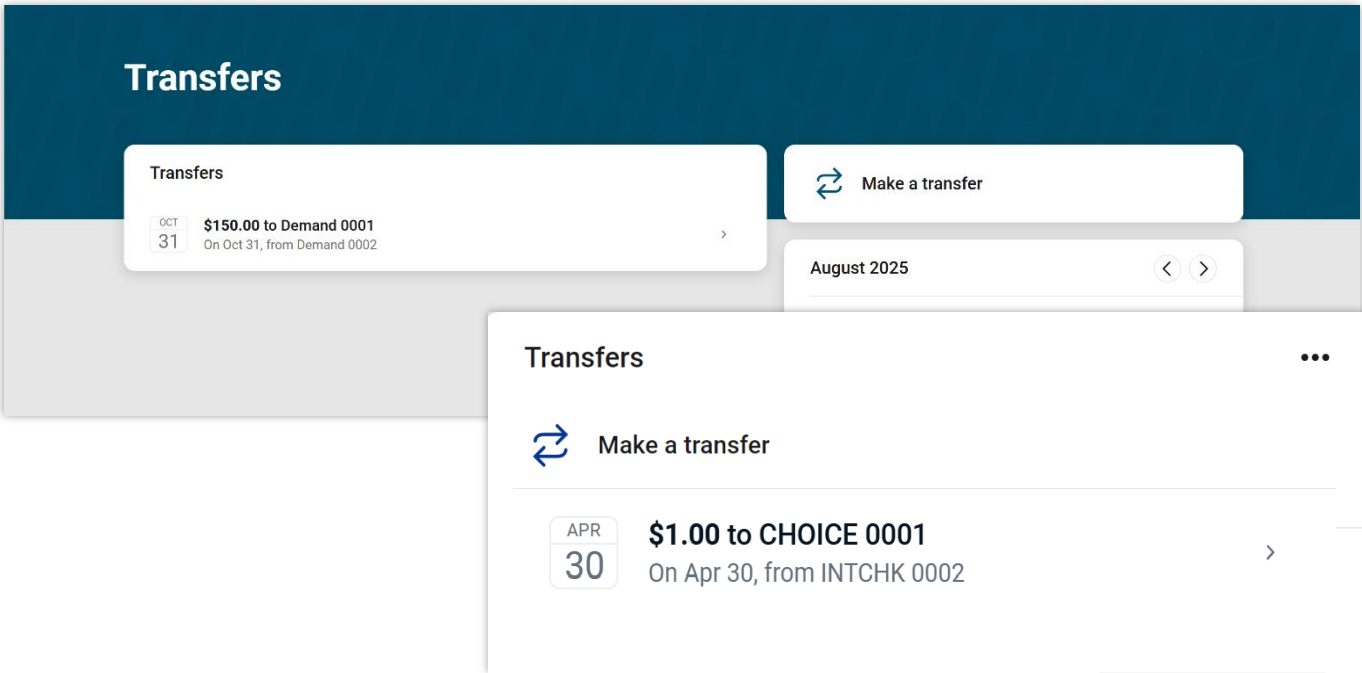 Transfers
Transfers
OCT
31
$150.00 to Demand 0001
On Oct 31, from Demand 0002
Make a transfer
August 2025
Transfers
Make a transfer
APR
30
$1.00 to CHOICE 0001
On Apr 30, from INTCHK 0002